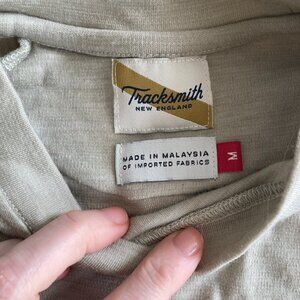 Tracksmith
NEW ENGLAND
MADE IN MALAYSIA
OF IMPORTED FABRICS
M